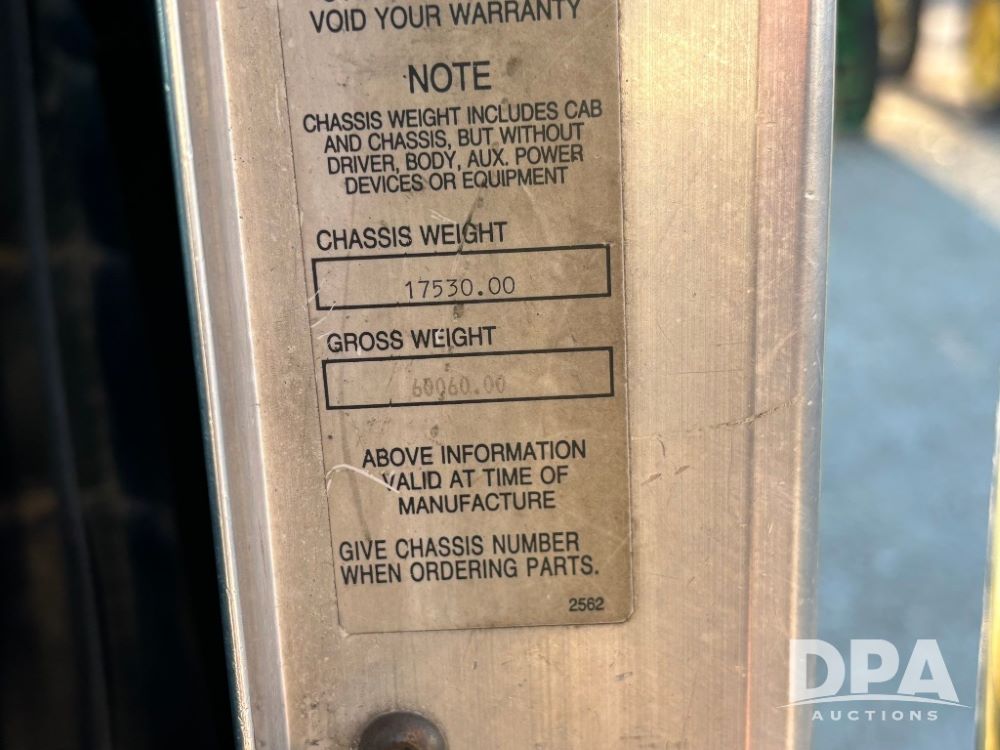 VOID YOUR WARRANTY
NOTE
CHASSIS WEIGHT INCLUDES CAB
AND CHASSIS, BUT WITHOUT
DRIVER, BODY, AUX. POWER
DEVICES OR EQUIPMENT
CHASSIS WEIGHT
17530.00
GROSS WEIGHT
60060.00
ABOVE INFORMATION
VALID AT TIME OF
MANUFACTURE
GIVE CHASSIS NUMBER
WHEN ORDERING PARTS.
2562
DPA
AUCTIONS